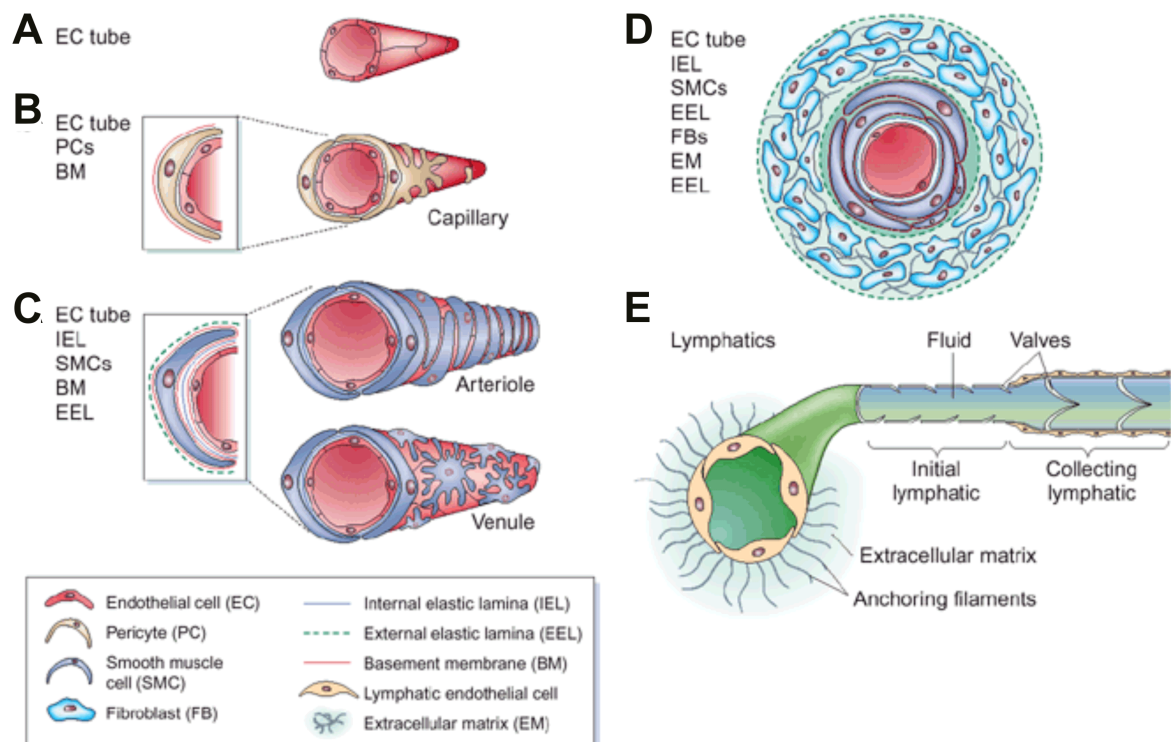 A
EC tube
B
EC tube
PCs
BM
Capillary
C
EC tube
IEL
SMCs
BM
EEL
Arteriole
Venule
D
EC tube
IEL
SMCs
EEL
FBs
EM
EEL
E
Lymphatics
Fluid
Valves
Initial
lymphatic
Collecting
lymphatic
Extracellular matrix
Anchoring filaments
Endothelial cell (EC)
Pericyte (PC)
Smooth muscle
cell (SMC)
Fibroblast (FB)
Internal elastic lamina (IEL)
External elastic lamina (EEL)
Basement membrane (BM)
Lymphatic endothelial cell
Extracellular matrix (EM)